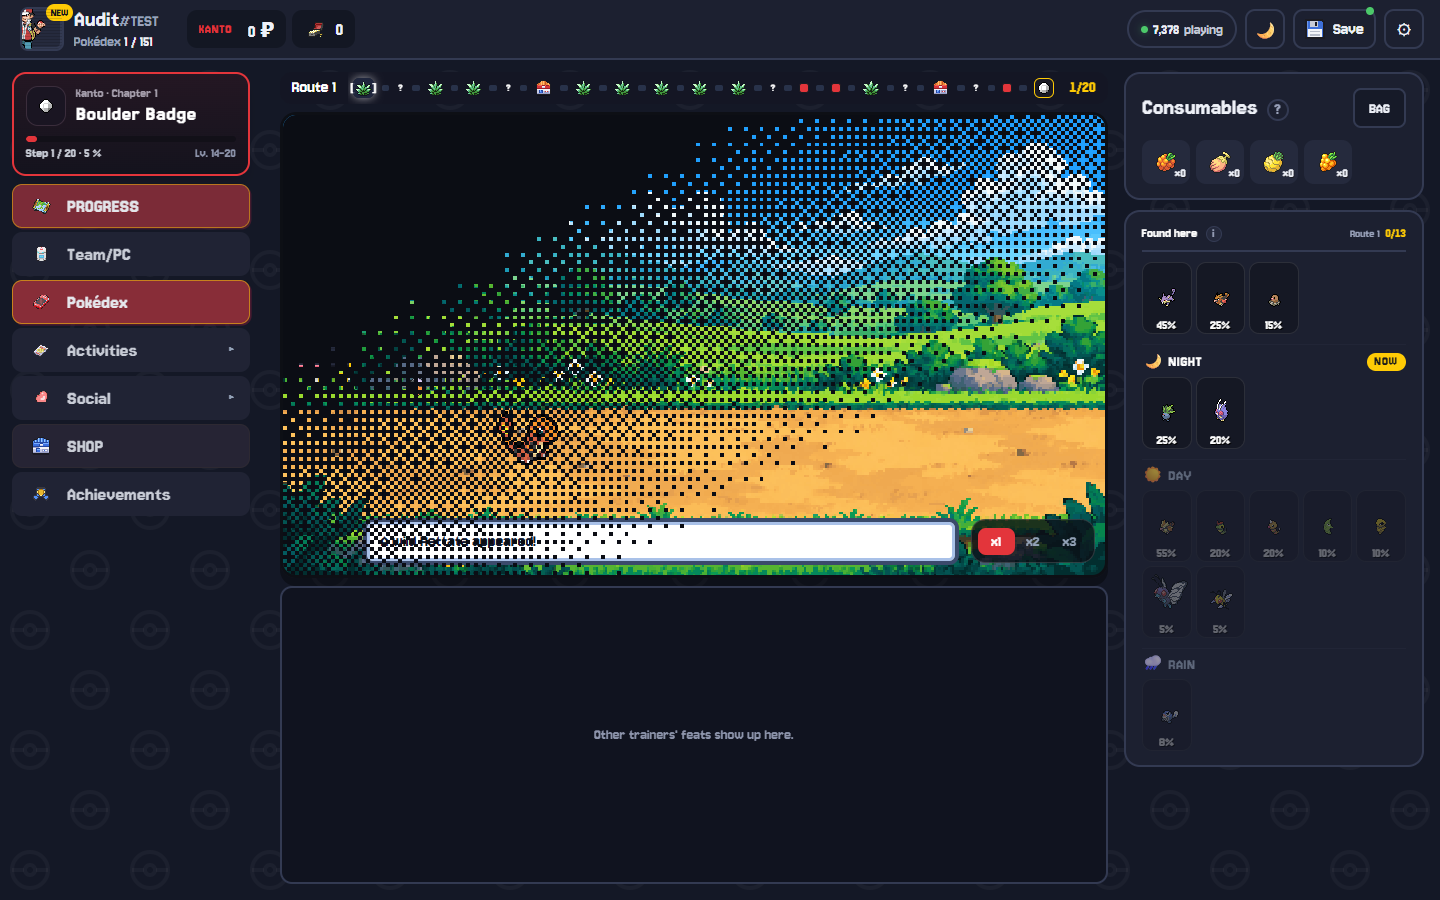 NEW
Audit#TEST
Pokédex 1 / 151
KANTO 0 ₽
0
7,378 playing
Save
Kanto · Chapter 1
Boulder Badge
Step 1 / 20 · 5 %
Lv. 14-20
PROGRESS
Team/PC
Pokédex
Activities
Social
SHOP
Achievements
Route 1
[ ] ? ? ? ? ? 1/20
appeared!
x1 x2 x3
Other trainers' feats show up here.
Consumables ?
BAG
x0 x0 x0 x0
Found here i
Route 1 0/13
45% 25% 15%
NIGHT
NOW
25% 20%
DAY
55% 20% 20% 10% 10%
5% 5%
RAIN
8%